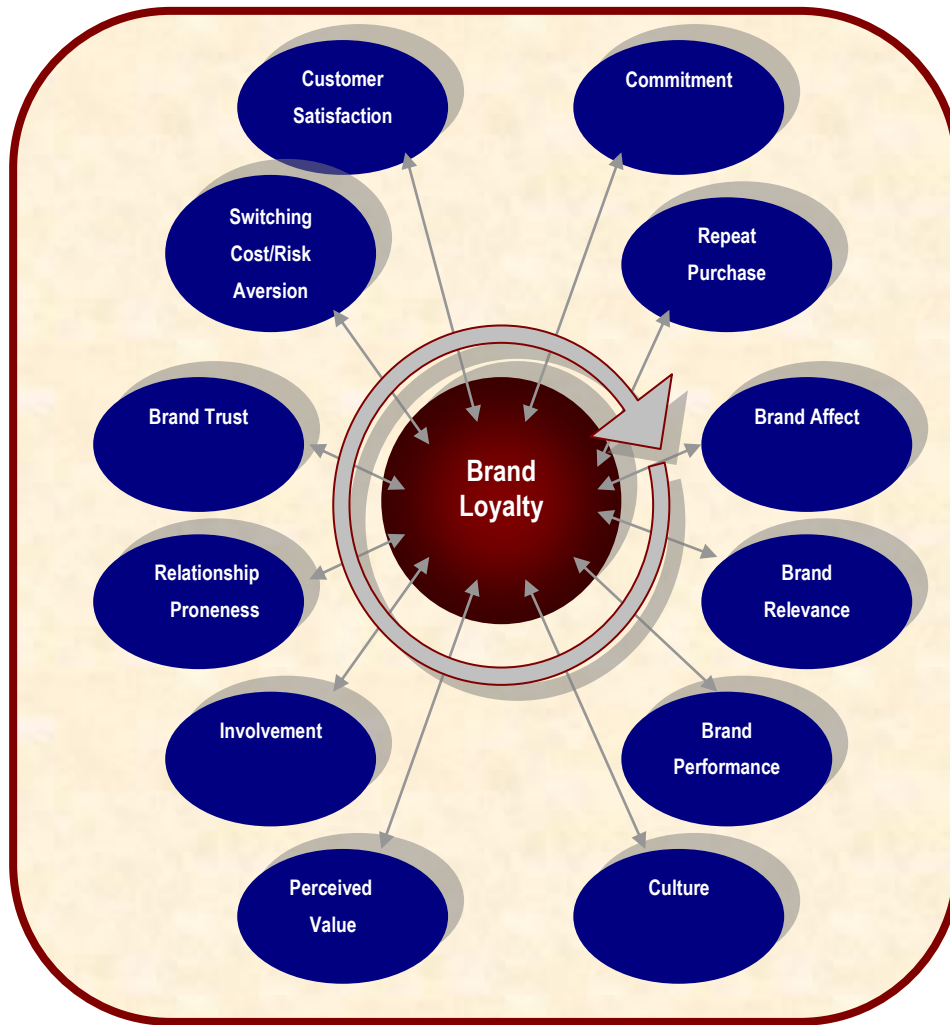 Customer
Satisfaction
Commitment
Switching
Cost/Risk
Aversion
Repeat
Purchase
Brand Trust
Brand Affect
Brand
Loyalty
Relationship
Proneness
Brand
Relevance
Involvement
Brand
Performance
Perceived
Value
Culture